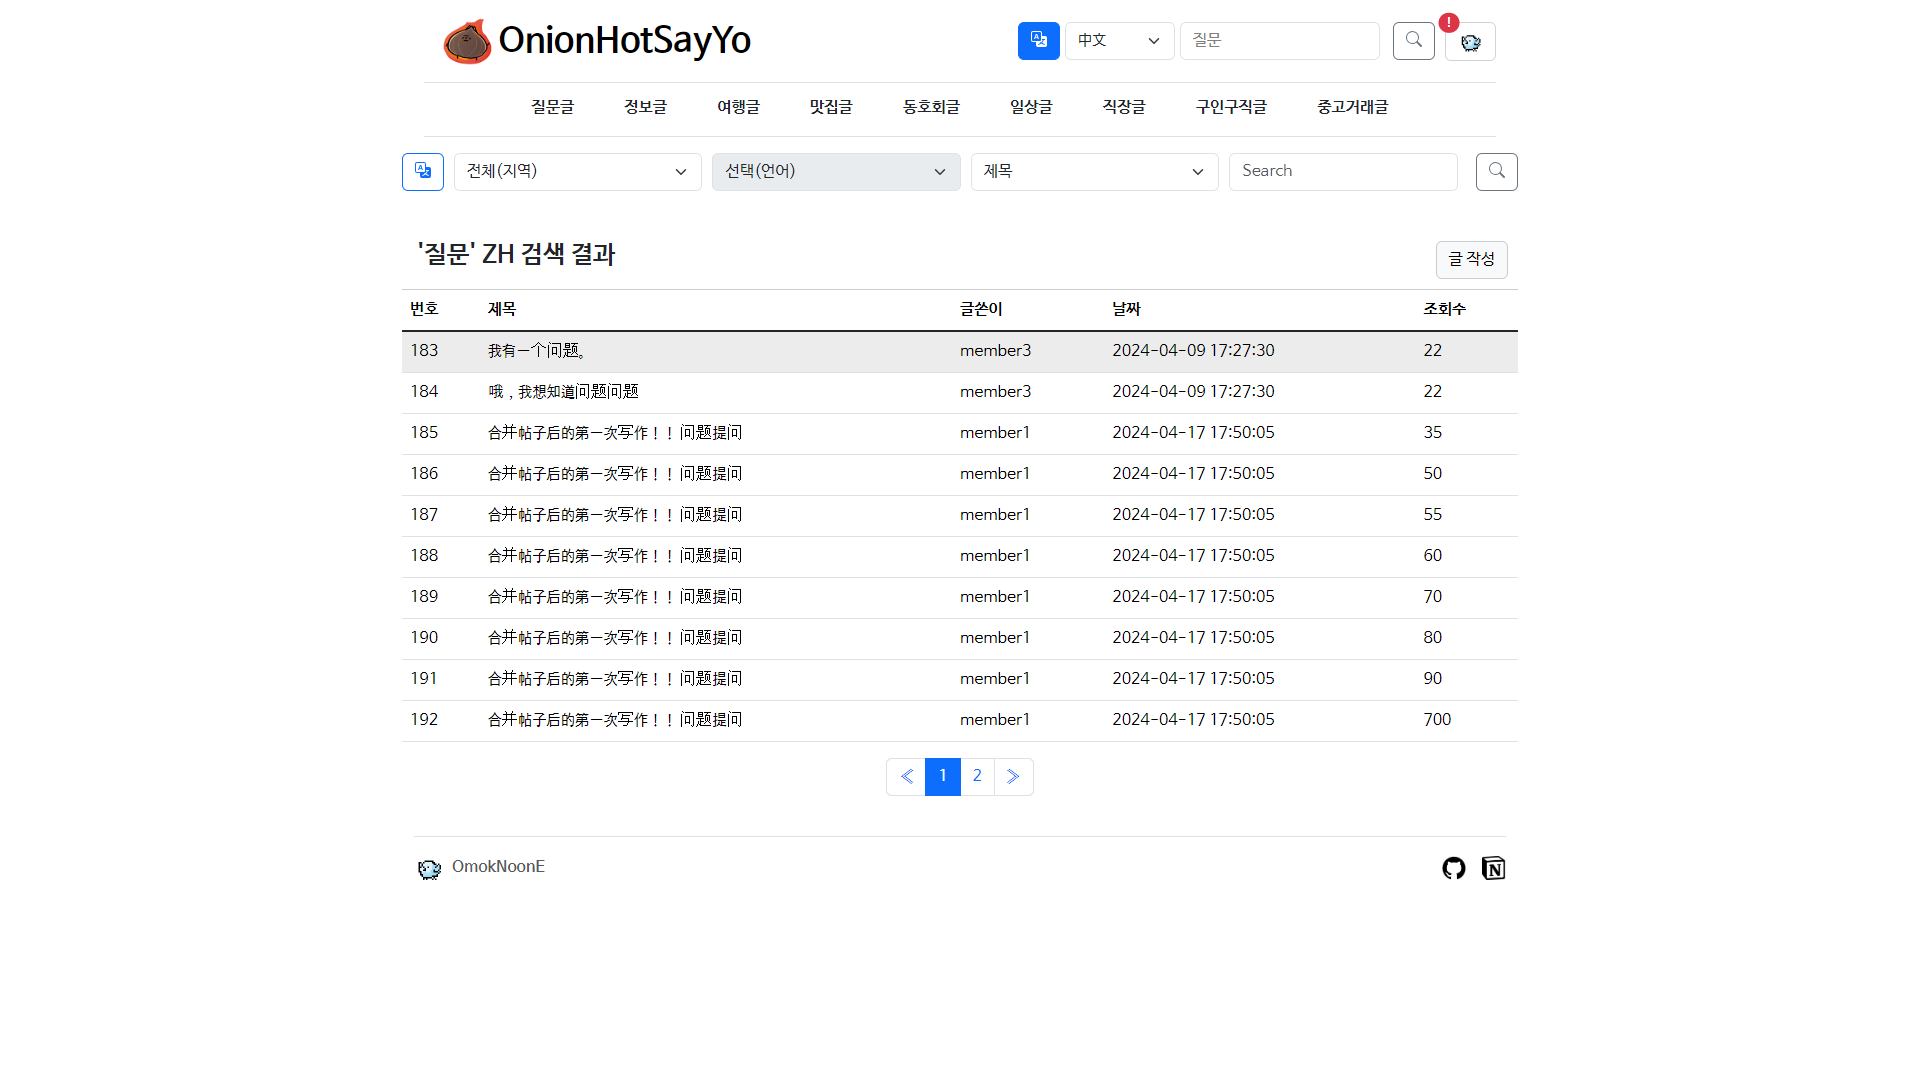 OnionHotSayYo 中文 질문 !
질문글 정보글 여행글 맛집글 동호회글 일상글 직장글 구인구직글 중고거래글
전체(지역) 선택(언어) 제목 Search
'질문' ZH 검색 결과 글 작성
번호 제목 글쓴이 날짜 조회수
183 我有一个问题。 member3 2024-04-09 17:27:30 22
184 哦，我想知道问题问题 member3 2024-04-09 17:27:30 22
185 合并帖子后的第一次写作！！问题提问 member1 2024-04-17 17:50:05 35
186 合并帖子后的第一次写作！！问题提问 member1 2024-04-17 17:50:05 50
187 合并帖子后的第一次写作！！问题提问 member1 2024-04-17 17:50:05 55
188 合并帖子后的第一次写作！！问题提问 member1 2024-04-17 17:50:05 60
189 合并帖子后的第一次写作！！问题提问 member1 2024-04-17 17:50:05 70
190 合并帖子后的第一次写作！！问题提问 member1 2024-04-17 17:50:05 80
191 合并帖子后的第一次写作！！问题提问 member1 2024-04-17 17:50:05 90
192 合并帖子后的第一次写作！！问题提问 member1 2024-04-17 17:50:05 700
《 1 2 》
OmokNoonE